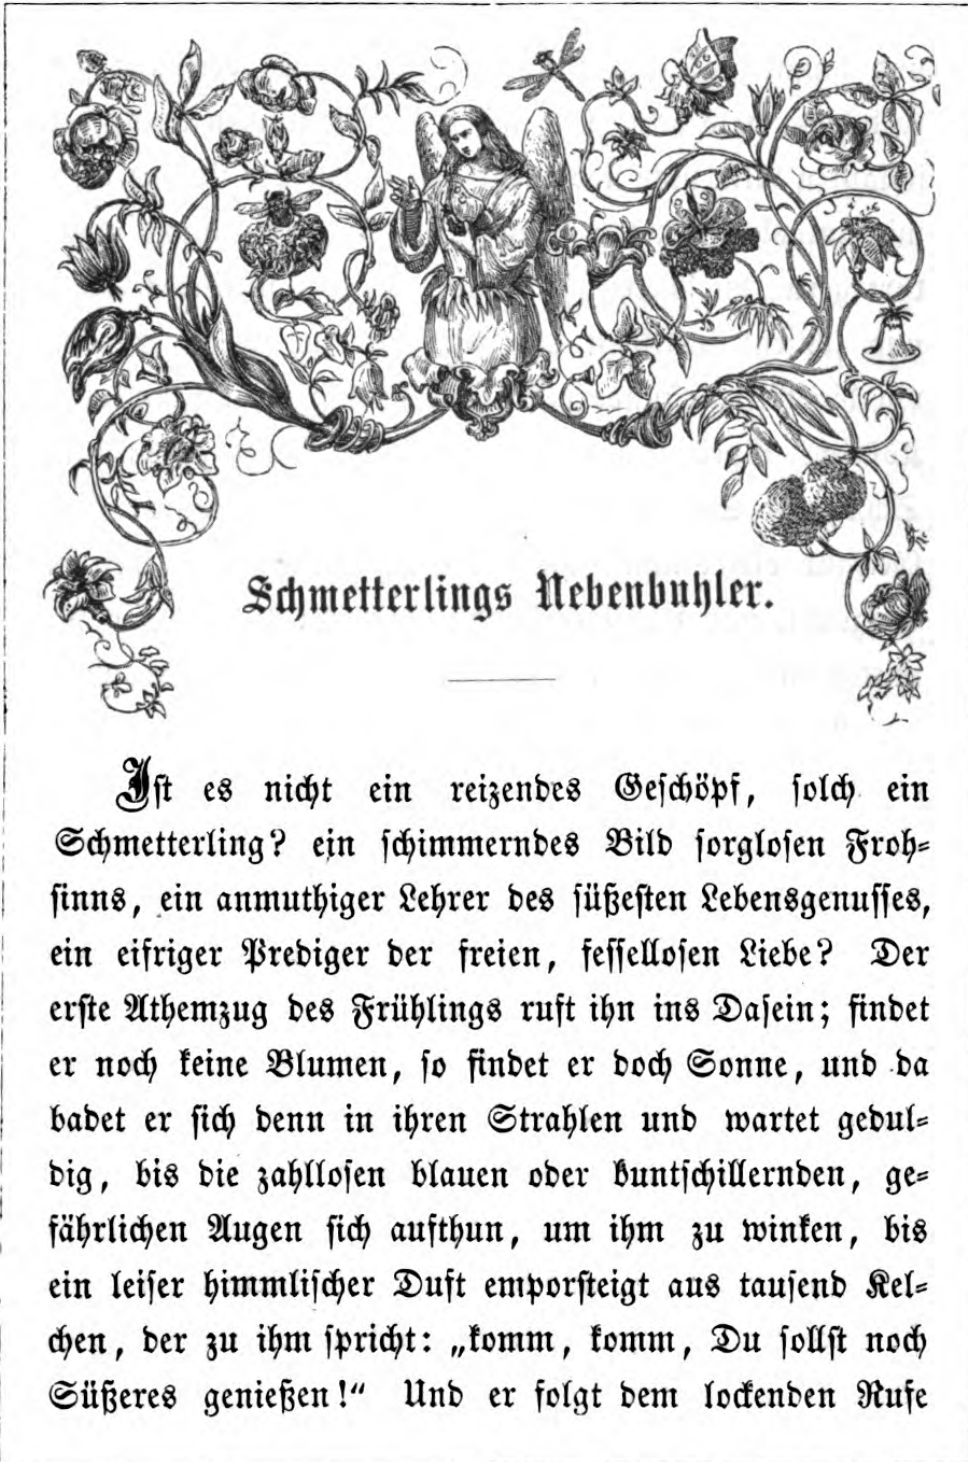 Schmetterlings Nebenbuhler.
Ist es nicht ein reizendes Geschöpf, solch ein
Schmetterling? ein schimmerndes Bild sorglosen Froh-
sinns, ein anmuthiger Lehrer des süßesten Lebensgenusses,
ein eifriger Prediger der freien, fessellosen Liebe? Der
erste Athemzug des Frühlings ruft ihn ins Dasein; findet
er noch keine Blumen, so findet er doch Sonne, und da
badet er sich denn in ihren Strahlen und wartet gedul-
dig, bis die zahllosen blauen oder buntschillernden, ge-
fährlichen Augen sich aufthun, um ihm zu winken, bis
ein leiser himmlischer Duft emporsteigt aus tausend Kel-
chen, der zu ihm spricht: „komm, komm, Du sollst noch
Süßeres genießen!“ Und er folgt dem lockenden Rufe